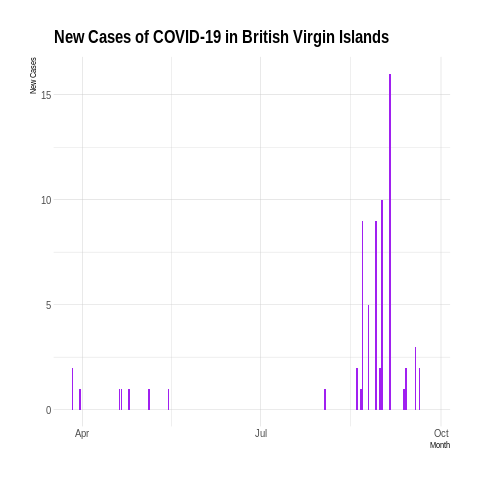 New Cases of COVID-19 in British Virgin Islands
New Cases
15
10
5
0
Apr
Jul
Oct
Month